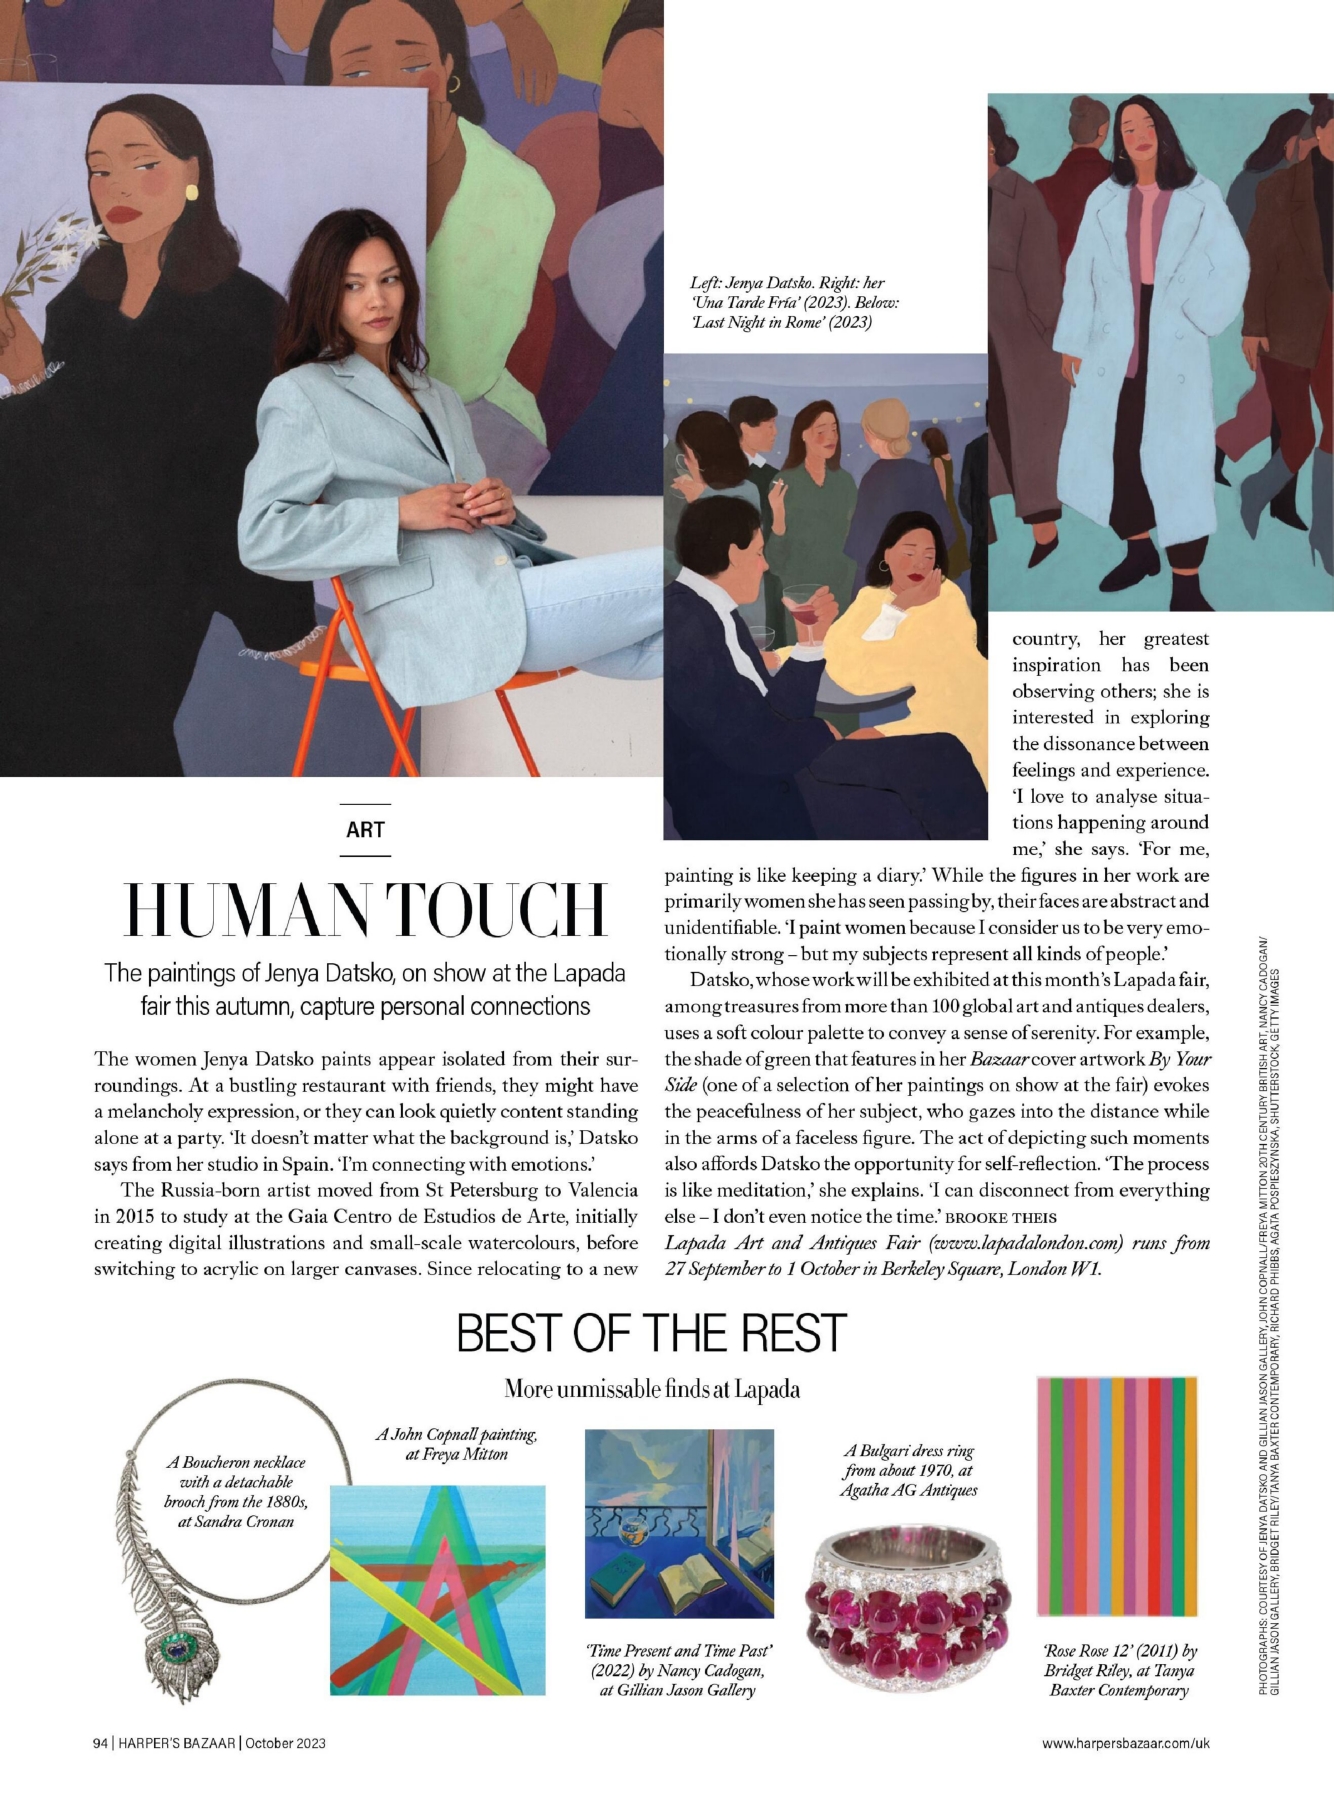 Left: Jenya Datsko. Right: her
‘Una Tarde Fría’ (2023). Below:
‘Last Night in Rome’ (2023)
ART
HUMAN TOUCH
The paintings of Jenya Datsko, on show at the Lapada
fair this autumn, capture personal connections
The women Jenya Datsko paints appear isolated from their sur-
roundings. At a bustling restaurant with friends, they might have
a melancholy expression, or they can look quietly content standing
alone at a party. ‘It doesn’t matter what the background is,’ Datsko
says from her studio in Spain. ‘I’m connecting with emotions.’
The Russia-born artist moved from St Petersburg to Valencia
in 2015 to study at the Gaia Centro de Estudios de Arte, initially
creating digital illustrations and small-scale watercolours, before
switching to acrylic on larger canvases. Since relocating to a new
country, her greatest
inspiration has been
observing others; she is
interested in exploring
the dissonance between
feelings and experience.
‘I love to analyse situa-
tions happening around
me,’ she says. ‘For me,
painting is like keeping a diary.’ While the figures in her work are
primarily women she has seen passing by, their faces are abstract and
unidentifiable. ‘I paint women because I consider us to be very emo-
tionally strong – but my subjects represent all kinds of people.’
Datsko, whose work will be exhibited at this month’s Lapada fair,
among treasures from more than 100 global art and antiques dealers,
uses a soft colour palette to convey a sense of serenity. For example,
the shade of green that features in her Bazaar cover artwork By Your
Side (one of a selection of her paintings on show at the fair) evokes
the peacefulness of her subject, who gazes into the distance while
in the arms of a faceless figure. The act of depicting such moments
also affords Datsko the opportunity for self-reflection. ‘The process
is like meditation,’ she explains. ‘I can disconnect from everything
else – I don’t even notice the time.’ BROOKE THEIS
Lapada Art and Antiques Fair (www.lapadalondon.com) runs from
27 September to 1 October in Berkeley Square, London W1.
BEST OF THE REST
More unmissable finds at Lapada
A Boucheron necklace
with a detachable
brooch from the 1880s,
at Sandra Cronan
A John Copnall painting,
at Freya Mitton
‘Time Present and Time Past’
(2022) by Nancy Cadogan,
at Gillian Jason Gallery
A Bulgari dress ring
from about 1970, at
Agatha AG Antiques
‘Rose Rose 12’ (2011) by
Bridget Riley, at Tanya
Baxter Contemporary
PHOTOGRAPHS: COURTESY OF JENYA DATSKO AND GILLIAN JASON GALLERY, JOHN COPNALL/FREYA MITTON 20TH CENTURY BRITISH ART, NANCY CADOGAN/
GILLIAN JASON GALLERY, BRIDGET RILEY/TANYA BAXTER CONTEMPORARY, RICHARD PHIBBS, AGATA POSPIESZYNSKA, SHUTTERSTOCK, GETTY IMAGES
94 | HARPER’S BAZAAR | October 2023
www.harpersbazaar.com/uk